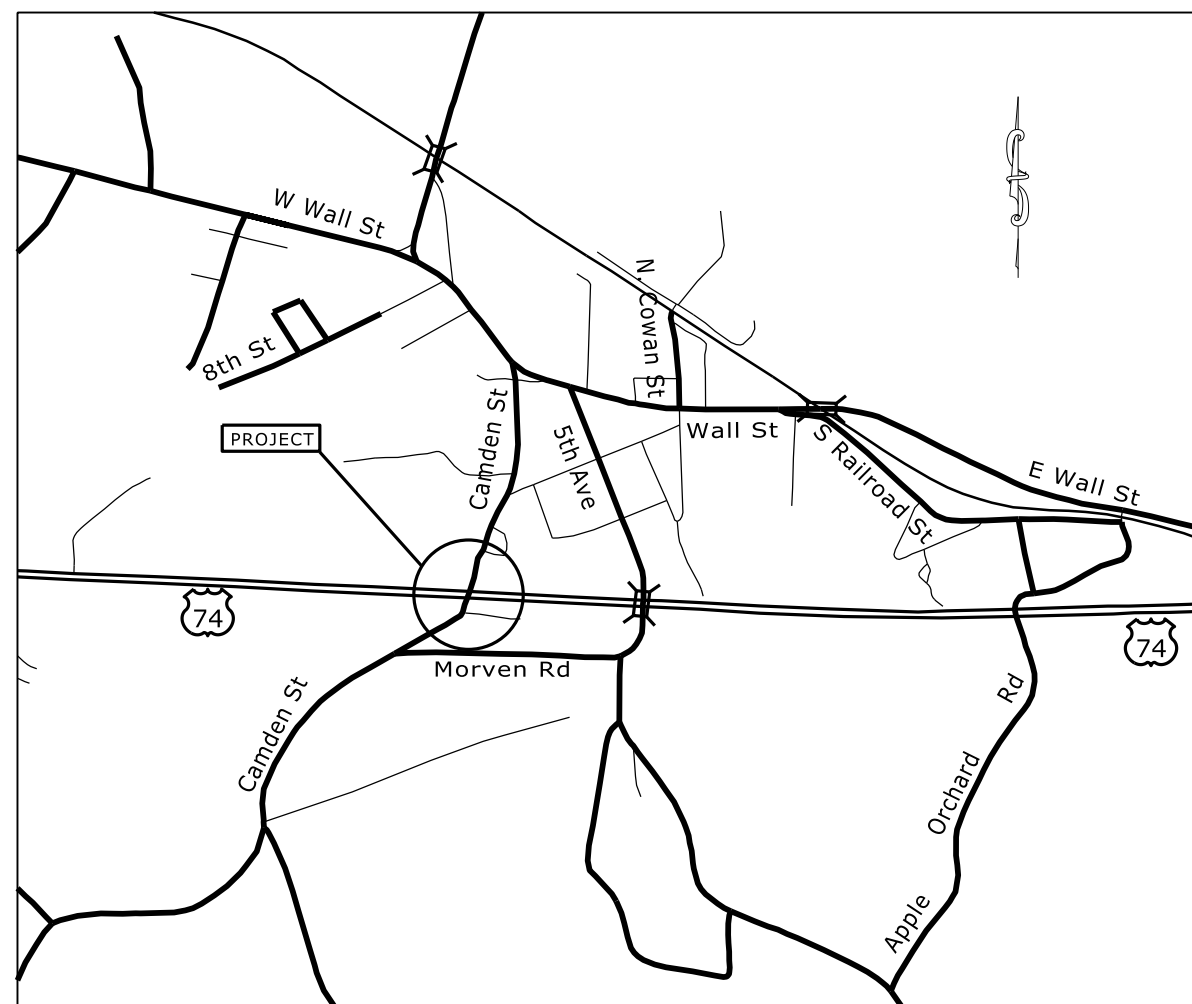 W Wall St
N. Cowan St
8th St
Camden St
5th Ave
Wall St
PROJECT
S Railroad St
E Wall St
74
74
Morven Rd
Camden St
Apple Orchard Rd